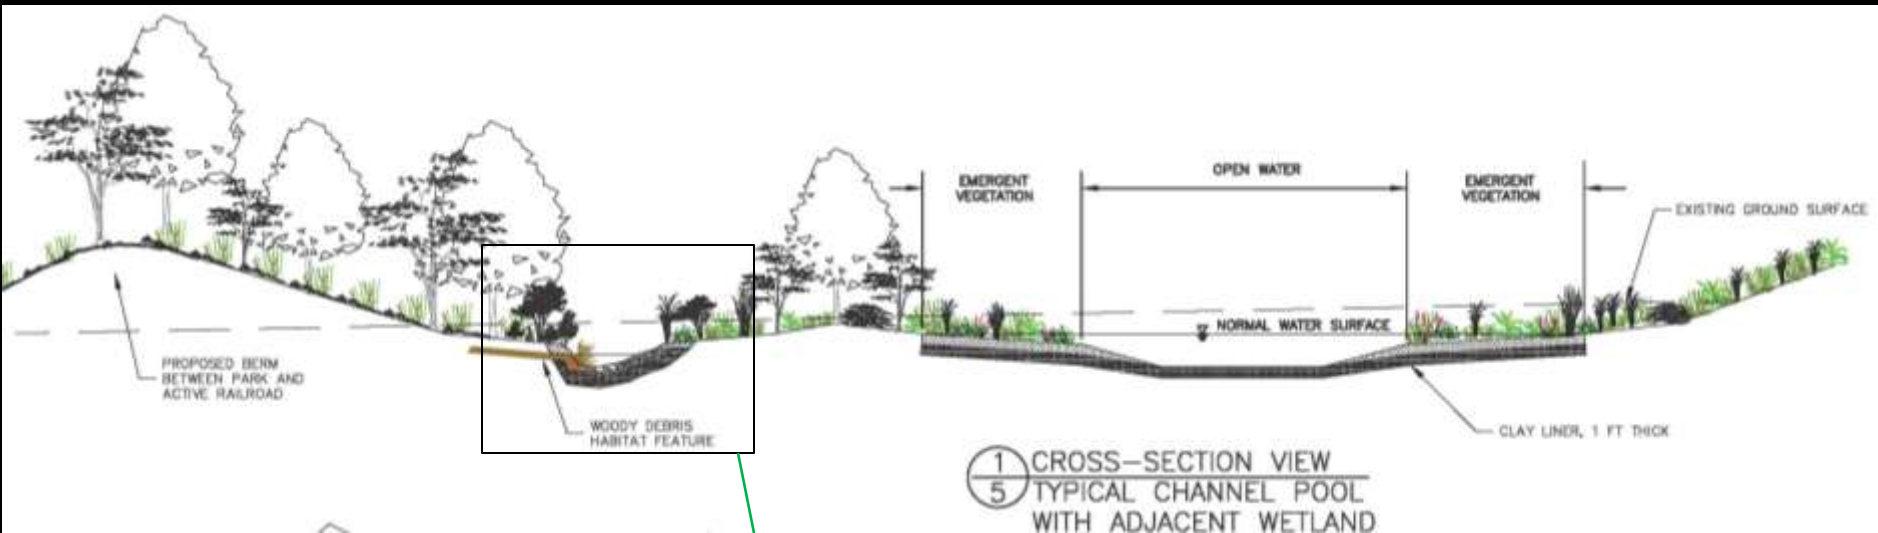 EMERGENT
VEGETATION
OPEN WATER
EMERGENT
VEGETATION
EXISTING GROUND SURFACE
NORMAL WATER SURFACE
PROPOSED BERM
BETWEEN PARK AND
ACTIVE RAILROAD
WOODY DEBRIS
HABITAT FEATURE
CLAY LINER, 1 FT THICK
1
5
CROSS-SECTION VIEW
TYPICAL CHANNEL POOL
WITH ADJACENT WETLAND